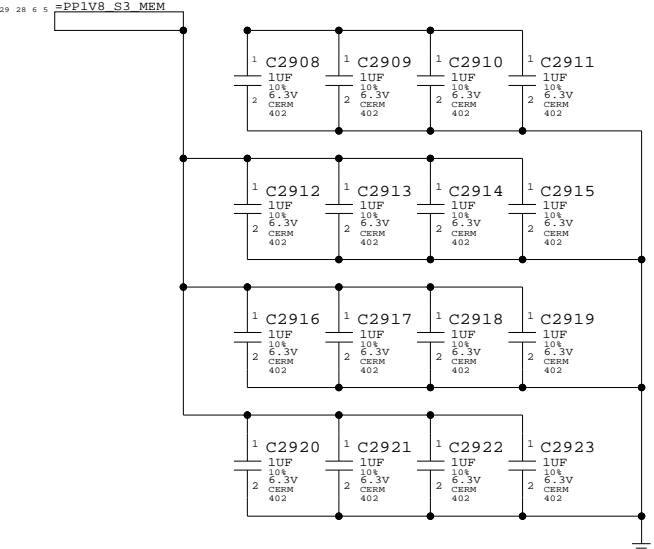 29 28 6 5 =PP1V8_S3_MEM
1 C2908 1 C2909 1 C2910 1 C2911
1UF 1UF 1UF 1UF
10% 10% 10% 10%
6.3V 6.3V 6.3V 6.3V
2 CERM 2 CERM 2 CERM 2 CERM
402 402 402 402
1 C2912 1 C2913 1 C2914 1 C2915
1UF 1UF 1UF 1UF
10% 10% 10% 10%
6.3V 6.3V 6.3V 6.3V
2 CERM 2 CERM 2 CERM 2 CERM
402 402 402 402
1 C2916 1 C2917 1 C2918 1 C2919
1UF 1UF 1UF 1UF
10% 10% 10% 10%
6.3V 6.3V 6.3V 6.3V
2 CERM 2 CERM 2 CERM 2 CERM
402 402 402 402
1 C2920 1 C2921 1 C2922 1 C2923
1UF 1UF 1UF 1UF
10% 10% 10% 10%
6.3V 6.3V 6.3V 6.3V
2 CERM 2 CERM 2 CERM 2 CERM
402 402 402 402